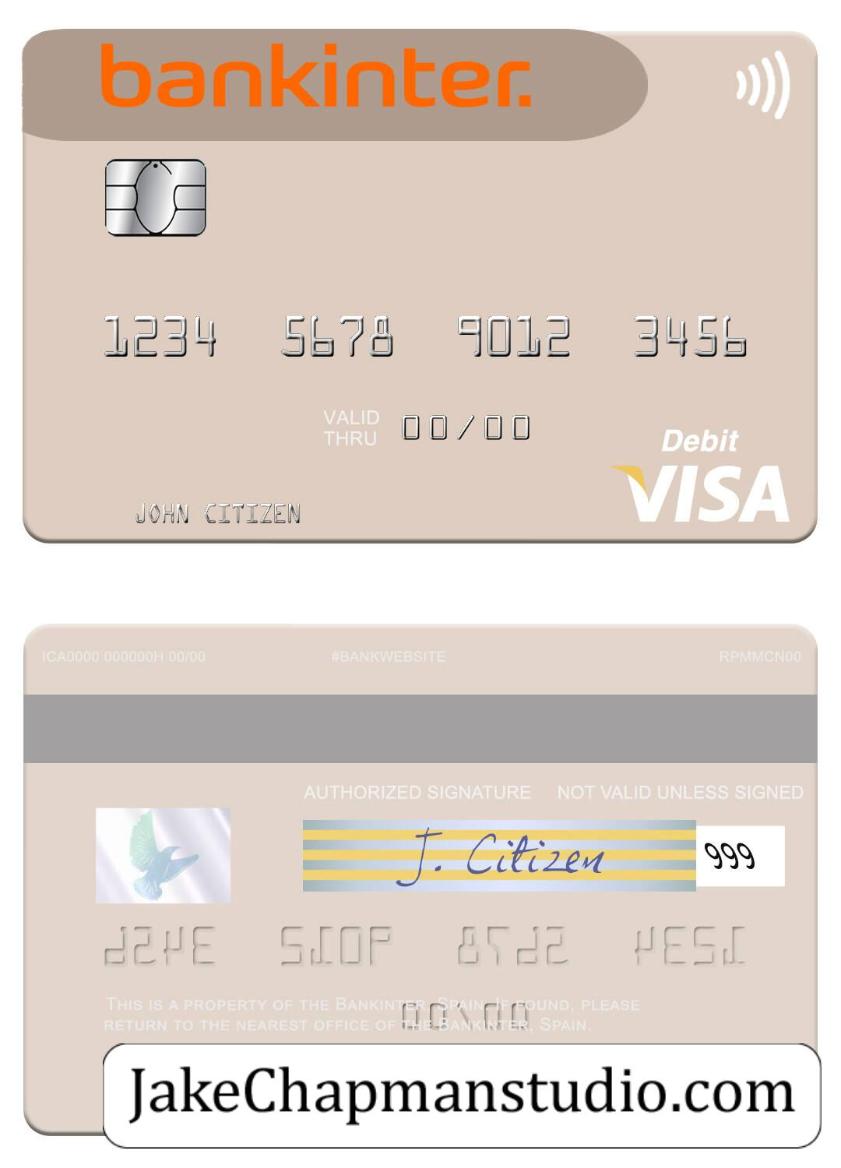 bankinter.
1234 5678 9012 3456
VALID THRU 00/00
Debit
VISA
JOHN CITIZEN
ICA0000 000000H 00/00 #BANKWEBSITE RPMMCN00
AUTHORIZED SIGNATURE NOT VALID UNLESS SIGNED
J. Citizen 999
THIS IS A PROPERTY OF THE BANKINTER, SPAIN. IF FOUND, PLEASE
RETURN TO THE NEAREST OFFICE OF THE BANKINTER, SPAIN.
JakeChapmanstudio.com